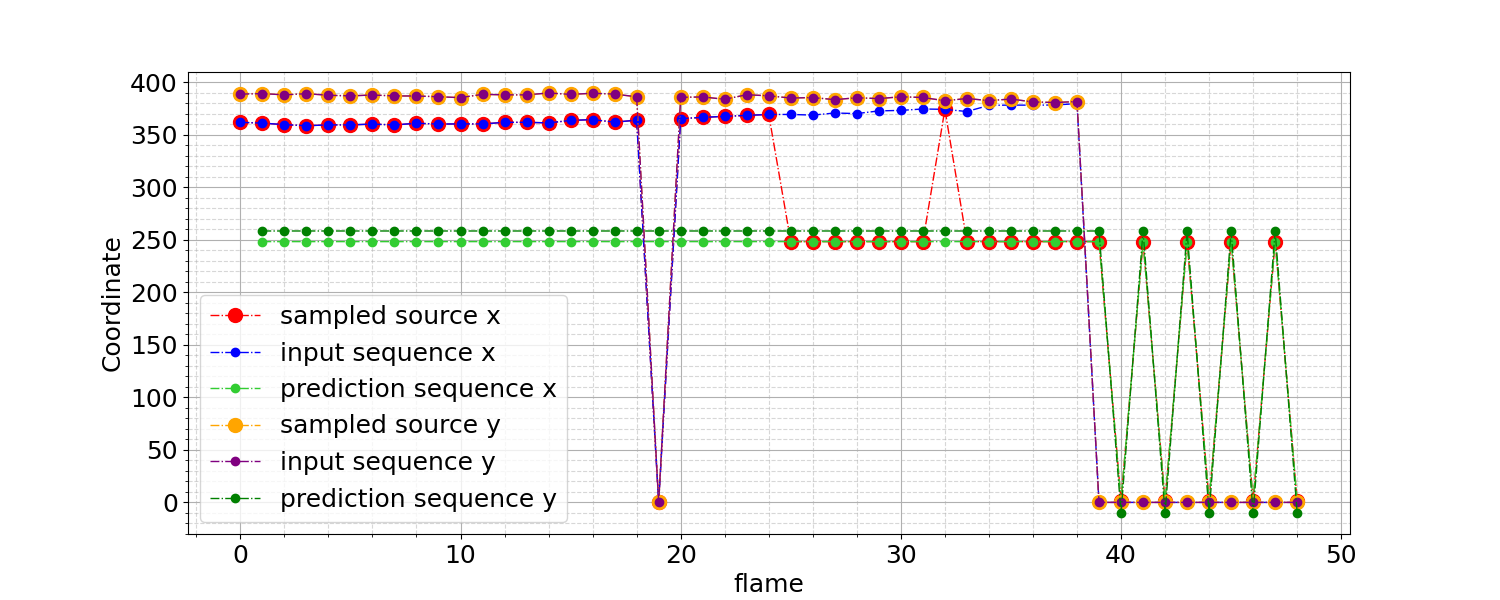 400
350
300
250
200
150
100
50
0
Coordinate
sampled source x
input sequence x
prediction sequence x
sampled source y
input sequence y
prediction sequence y
0 10 20 30 40 50
flame